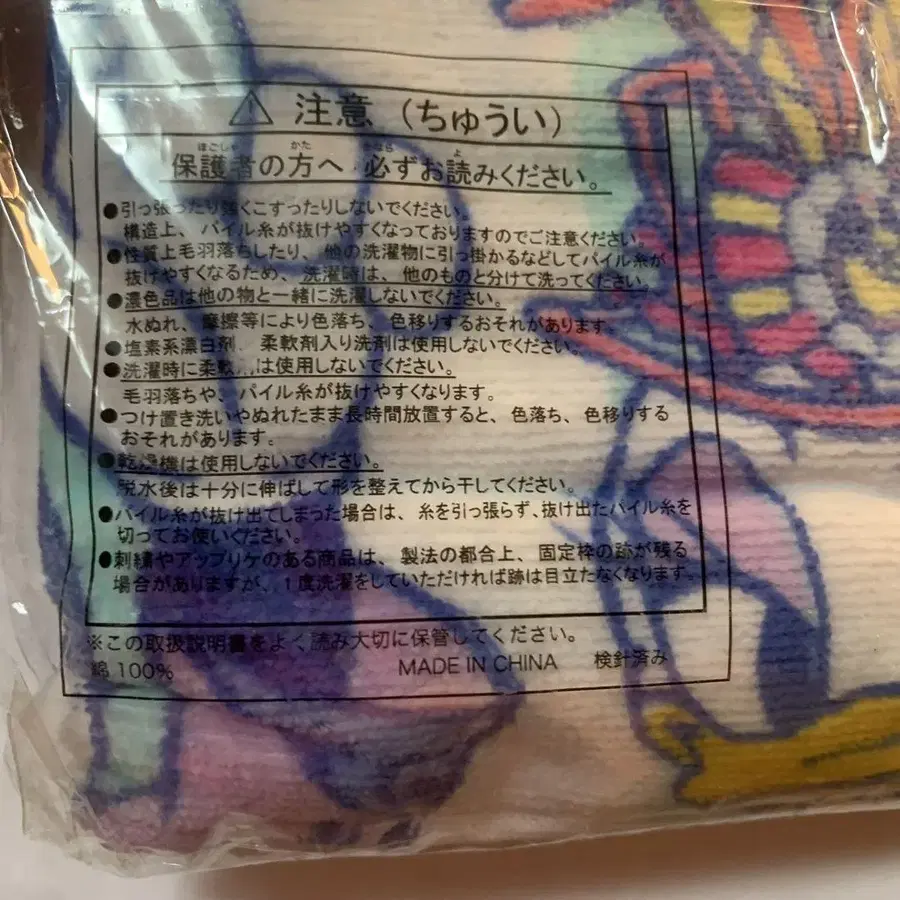 注意（ちゅうい）
ほごしゃ かた かなら よ
保護者の方へ 必ずお読みください。
●引っ張ったり強くこすったりしないでください。
構造上、パイル糸が抜けやすくなっておりますのでご注意ください。
●性質上毛羽落ちしたり、他の洗濯物に引っ掛かるなどしてパイル糸が
抜けやすくなるため、洗濯時は、他のものと分けて洗ってください。
●濃色品は他の物と一緒に洗濯しないでください。
水ぬれ、摩擦等により色落ち、色移りするおそれがあります。
●塩素系漂白剤、柔軟剤入り洗剤は使用しないでください。
●洗濯時に柔軟剤は使用しないでください。
毛羽落ちや、パイル糸が抜けやすくなります。
●つけ置き洗いやぬれたまま長時間放置すると、色落ち、色移りする
おそれがあります。
●乾燥機は使用しないでください。
脱水後は十分に伸ばして形を整えてから干してください。
●パイル糸が抜け出てしまった場合は、糸を引っ張らず、抜け出たパイル糸を
切ってお使いください。
●刺繍やアップリケのある商品は、製法の都合上、固定枠の跡が残る
場合がありますが、1度洗濯をしていただければ跡は目立たなくなります。
※この取扱説明書をよく読み大切に保管してください。
綿 100% MADE IN CHINA 検針済み